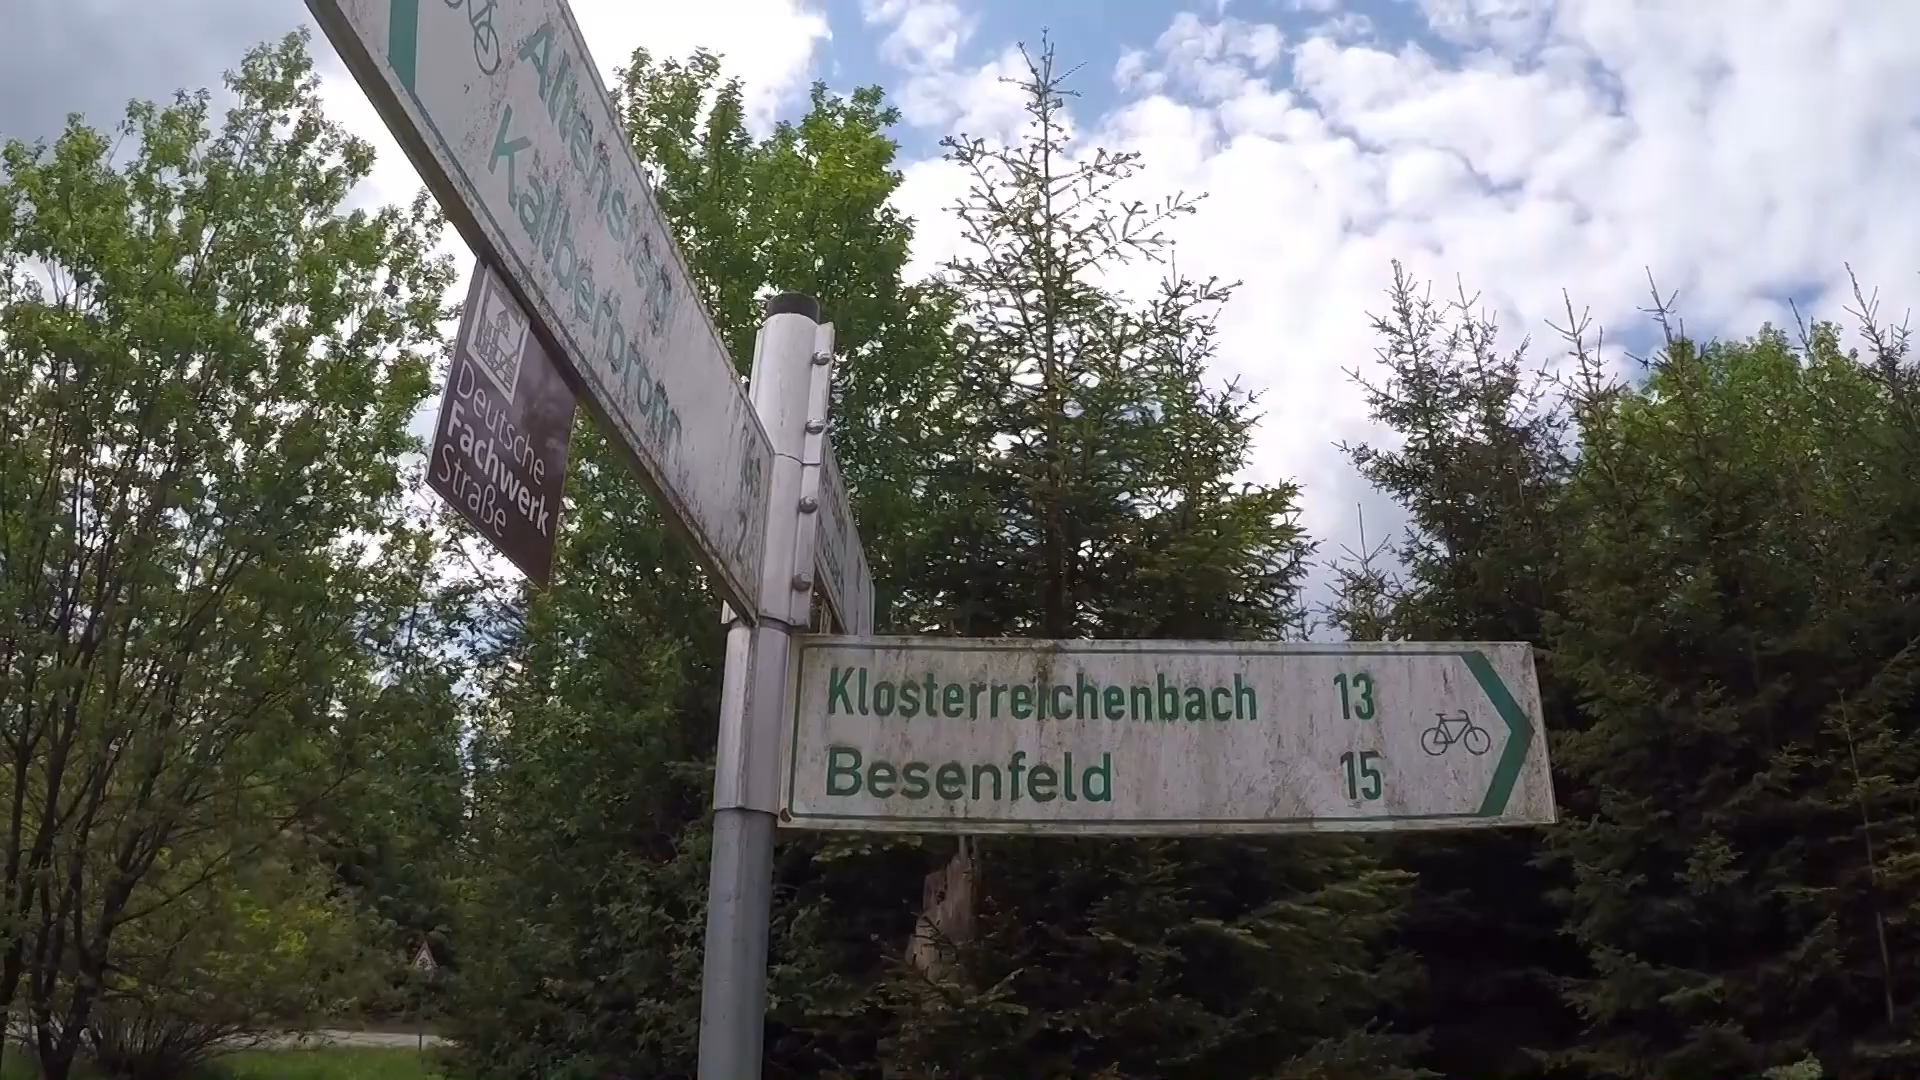 Altensteig
Kälberbronn
Deutsche
Fachwerk
Straße
Klosterreichenbach 13
Besenfeld 15